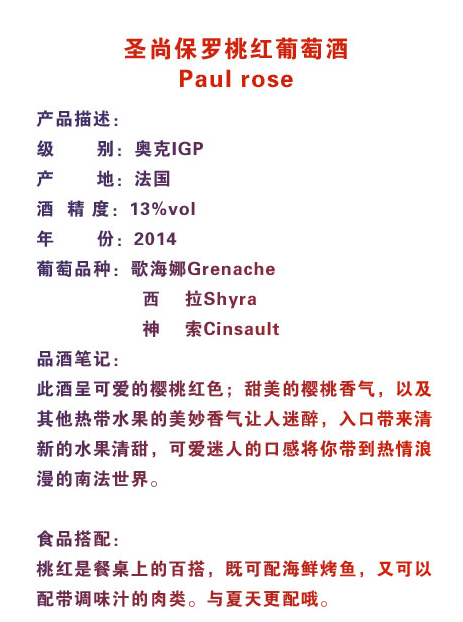 圣尚保罗桃红葡萄酒
Paul rose
产品描述：
级 别：奥克IGP
产 地：法国
酒 精 度：13%vol
年 份：2014
葡萄品种：歌海娜Grenache
西 拉Shyra
神 索Cinsault
品酒笔记：
此酒呈可爱的樱桃红色；甜美的樱桃香气，以及
其他热带水果的美妙香气让人迷醉，入口带来清
新的水果清甜，可爱迷人的口感将你带到热情浪
漫的南法世界。
食品搭配：
桃红是餐桌上的百搭，既可配海鲜烤鱼，又可以
配带调味汁的肉类。与夏天更配哦。